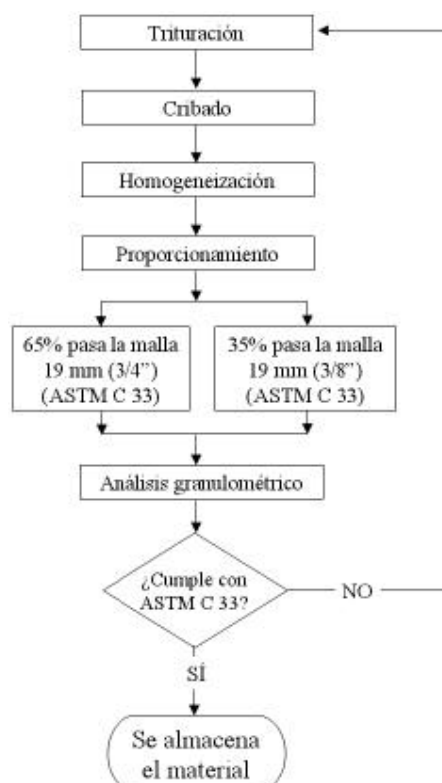 Trituración
Cribado
Homogeneización
Proporcionamiento
65% pasa la malla
19 mm (3/4”)
(ASTM C 33)
35% pasa la malla
19 mm (3/8”)
(ASTM C 33)
Análisis granulométrico
¿Cumple con
ASTM C 33?
NO
SÍ
Se almacena
el material